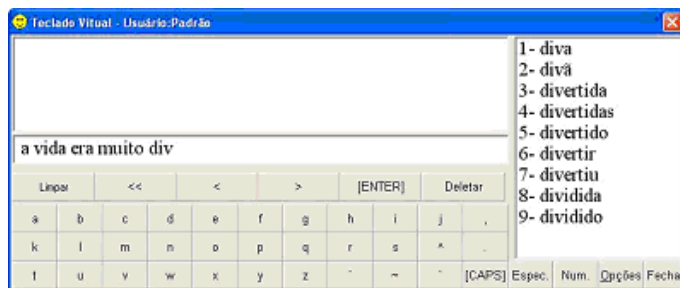 Teclado Vitual - Usuário:Padrão
1- diva
2- divã
3- divertida
4- divertidas
5- divertido
6- divertir
7- divertiu
8- dividida
9- dividido
a vida era muito div
Limpar << < > [ENTER] Deletar
a b c d e f g h i j ,
k l m n o p q r s ^ .
t u v w x y z ` ~ ´ [CAPS] Espec. Num. Opções Fecha